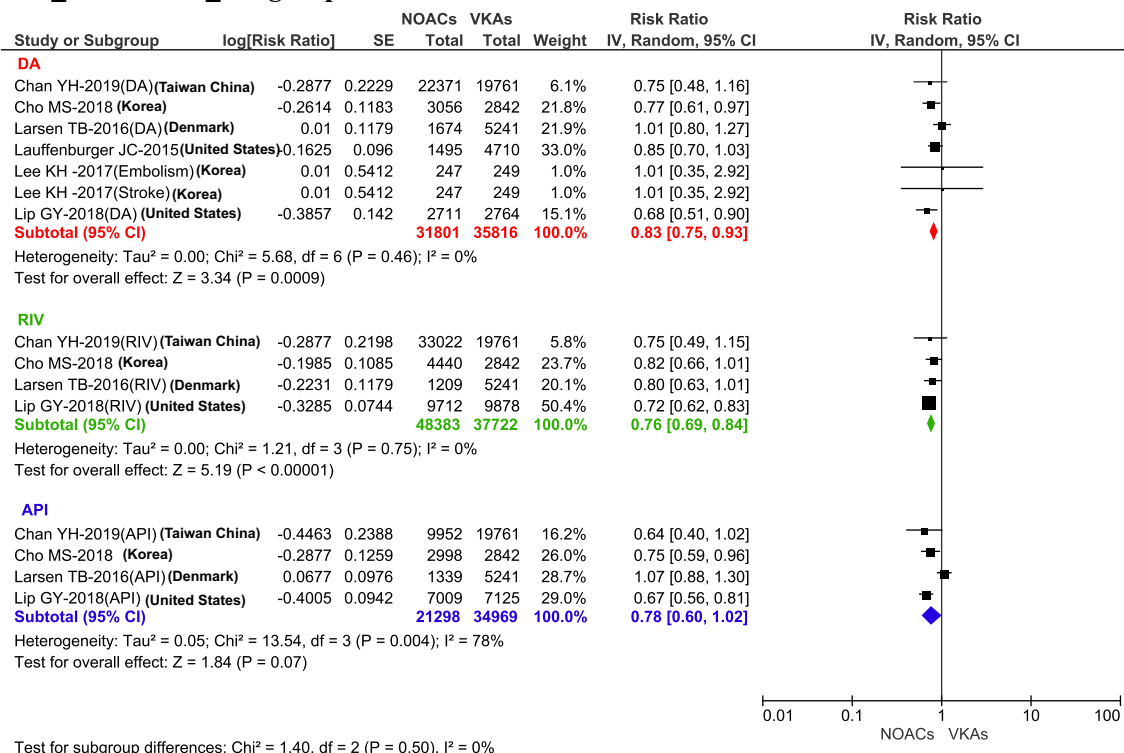 NOACs VKAs Risk Ratio Risk Ratio
Study or Subgroup log[Risk Ratio] SE Total Total Weight IV, Random, 95% CI IV, Random, 95% CI
DA
Chan YH-2019(DA)(Taiwan China) -0.2877 0.2229 22371 19761 6.1% 0.75 [0.48, 1.16]
Cho MS-2018 (Korea) -0.2614 0.1183 3056 2842 21.8% 0.77 [0.61, 0.97]
Larsen TB-2016(DA)(Denmark) 0.01 0.1179 1674 5241 21.9% 1.01 [0.80, 1.27]
Lauffenburger JC-2015(United States)-0.1625 0.096 1495 4710 33.0% 0.85 [0.70, 1.03]
Lee KH -2017(Embolism)(Korea) 0.01 0.5412 247 249 1.0% 1.01 [0.35, 2.92]
Lee KH -2017(Stroke)(Korea) 0.01 0.5412 247 249 1.0% 1.01 [0.35, 2.92]
Lip GY-2018(DA) (United States) -0.3857 0.142 2711 2764 15.1% 0.68 [0.51, 0.90]
Subtotal (95% CI) 31801 35816 100.0% 0.83 [0.75, 0.93]
Heterogeneity: Tau² = 0.00; Chi² = 5.68, df = 6 (P = 0.46); I² = 0%
Test for overall effect: Z = 3.34 (P = 0.0009)
RIV
Chan YH-2019(RIV)(Taiwan China) -0.2877 0.2198 33022 19761 5.8% 0.75 [0.49, 1.15]
Cho MS-2018 (Korea) -0.1985 0.1085 4440 2842 23.7% 0.82 [0.66, 1.01]
Larsen TB-2016(RIV) (Denmark) -0.2231 0.1179 1209 5241 20.1% 0.80 [0.63, 1.01]
Lip GY-2018(RIV) (United States) -0.3285 0.0744 9712 9878 50.4% 0.72 [0.62, 0.83]
Subtotal (95% CI) 48383 37722 100.0% 0.76 [0.69, 0.84]
Heterogeneity: Tau² = 0.00; Chi² = 1.21, df = 3 (P = 0.75); I² = 0%
Test for overall effect: Z = 5.19 (P < 0.00001)
API
Chan YH-2019(API)(Taiwan China) -0.4463 0.2388 9952 19761 16.2% 0.64 [0.40, 1.02]
Cho MS-2018 (Korea) -0.2877 0.1259 2998 2842 26.0% 0.75 [0.59, 0.96]
Larsen TB-2016(API)(Denmark) 0.0677 0.0976 1339 5241 28.7% 1.07 [0.88, 1.30]
Lip GY-2018(API) (United States) -0.4005 0.0942 7009 7125 29.0% 0.67 [0.56, 0.81]
Subtotal (95% CI) 21298 34969 100.0% 0.78 [0.60, 1.02]
Heterogeneity: Tau² = 0.05; Chi² = 13.54, df = 3 (P = 0.004); I² = 78%
Test for overall effect: Z = 1.84 (P = 0.07)
0.01 0.1 1 10 100
NOACs VKAs
Test for subgroup differences: Chi² = 1.40, df = 2 (P = 0.50), I² = 0%